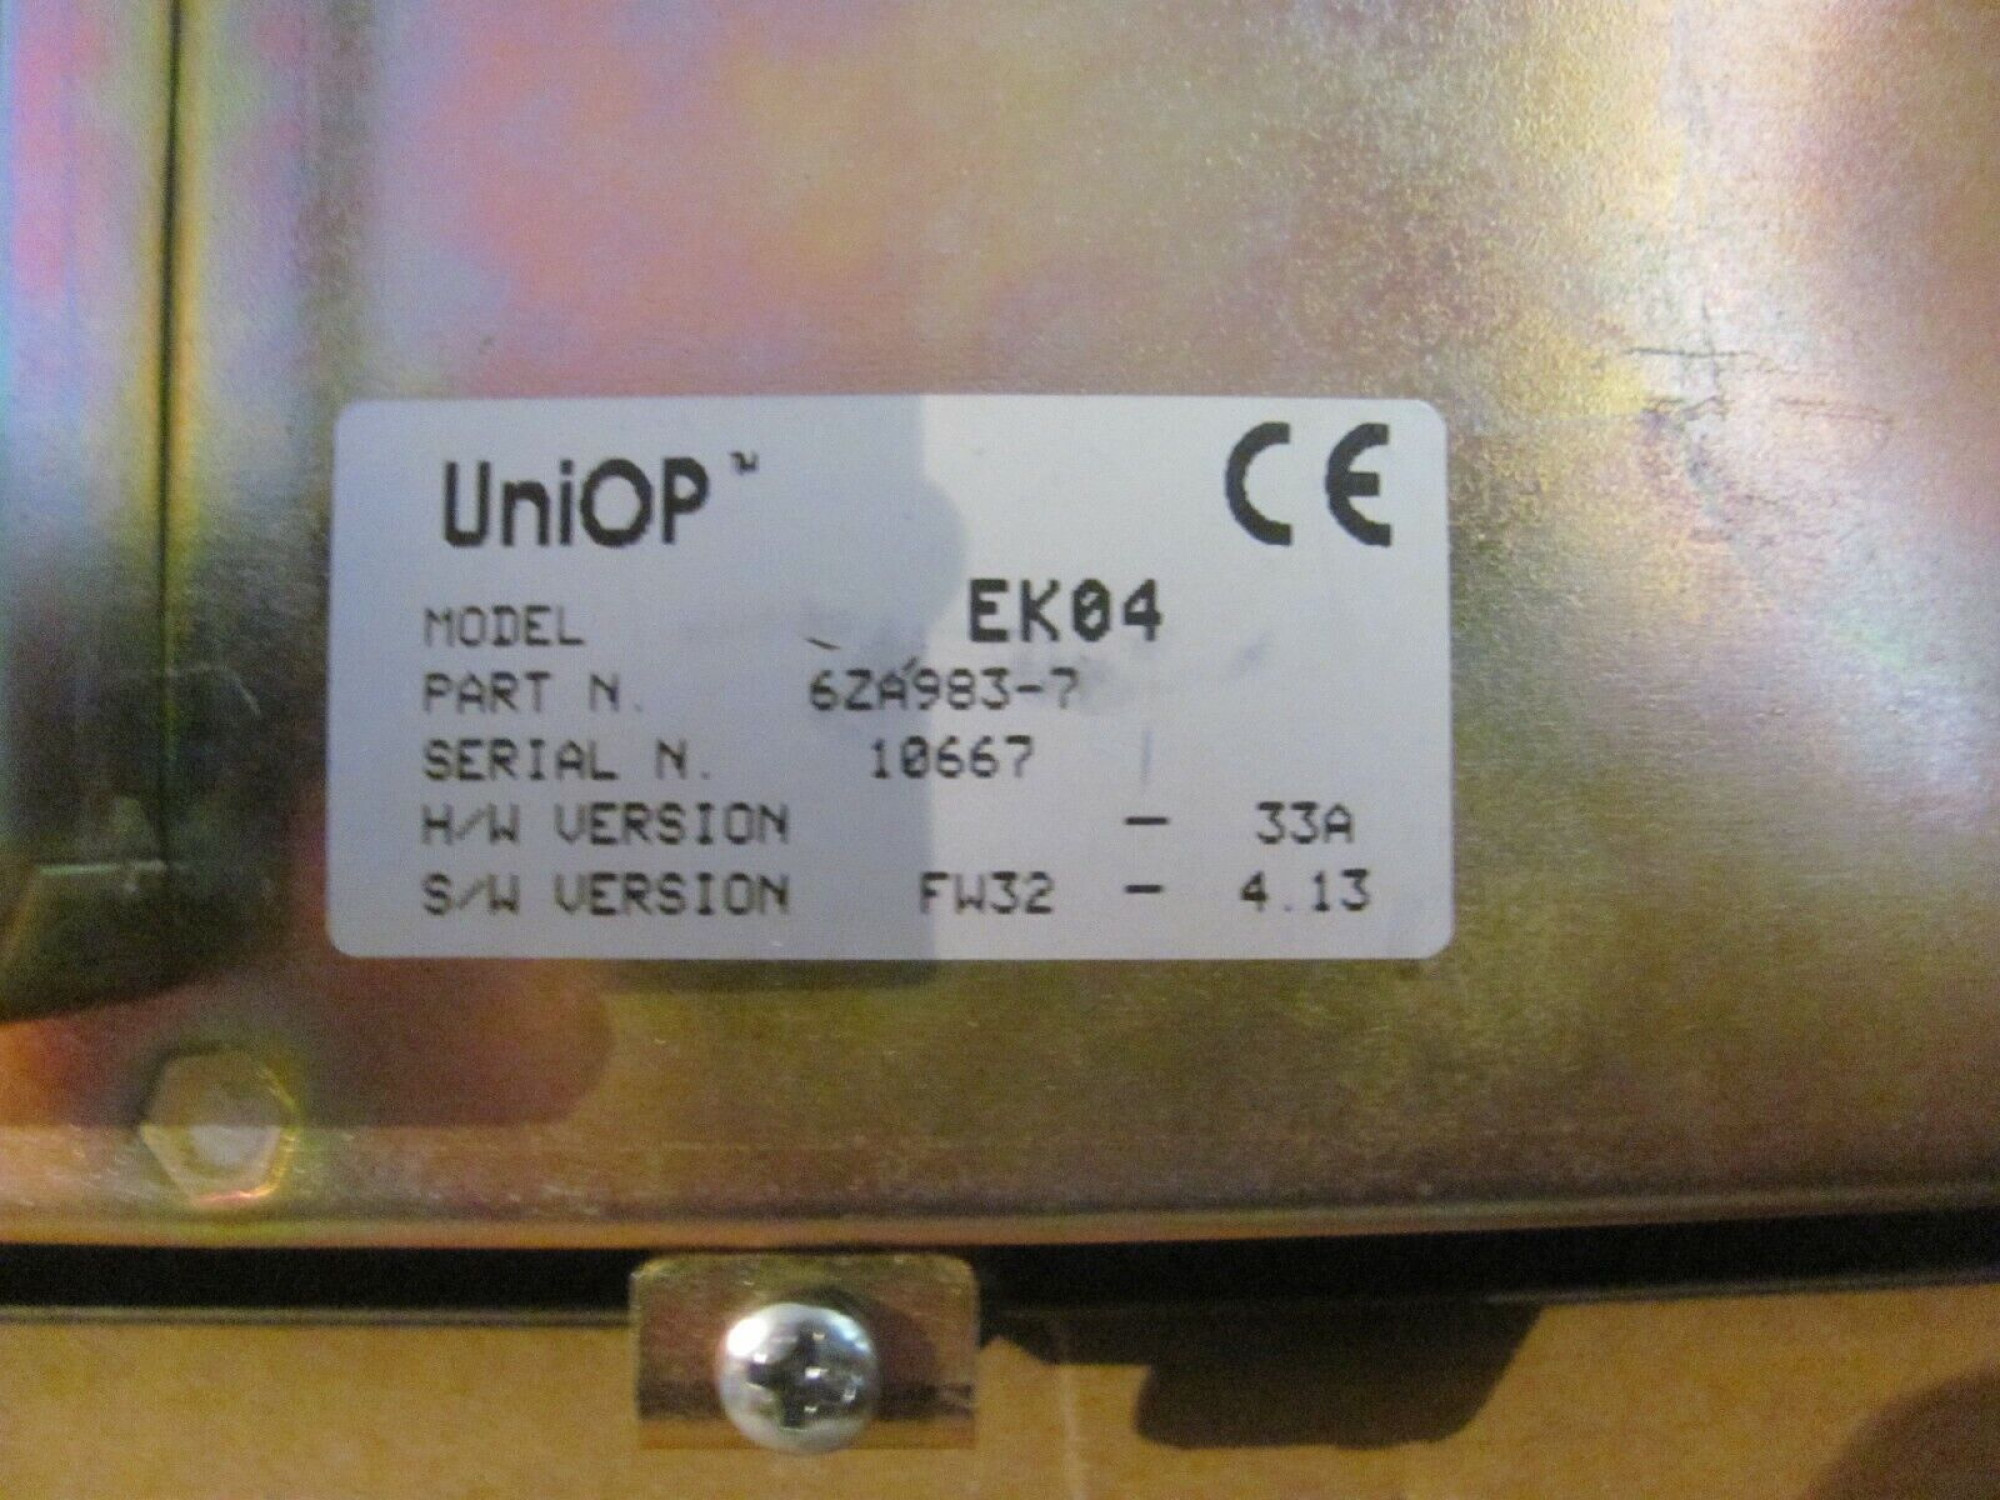 UniOP™ CE
MODEL EK04
PART N. 6ZA983-7
SERIAL N. 10667
H/W VERSION - 33A
S/W VERSION FW32 - 4.13